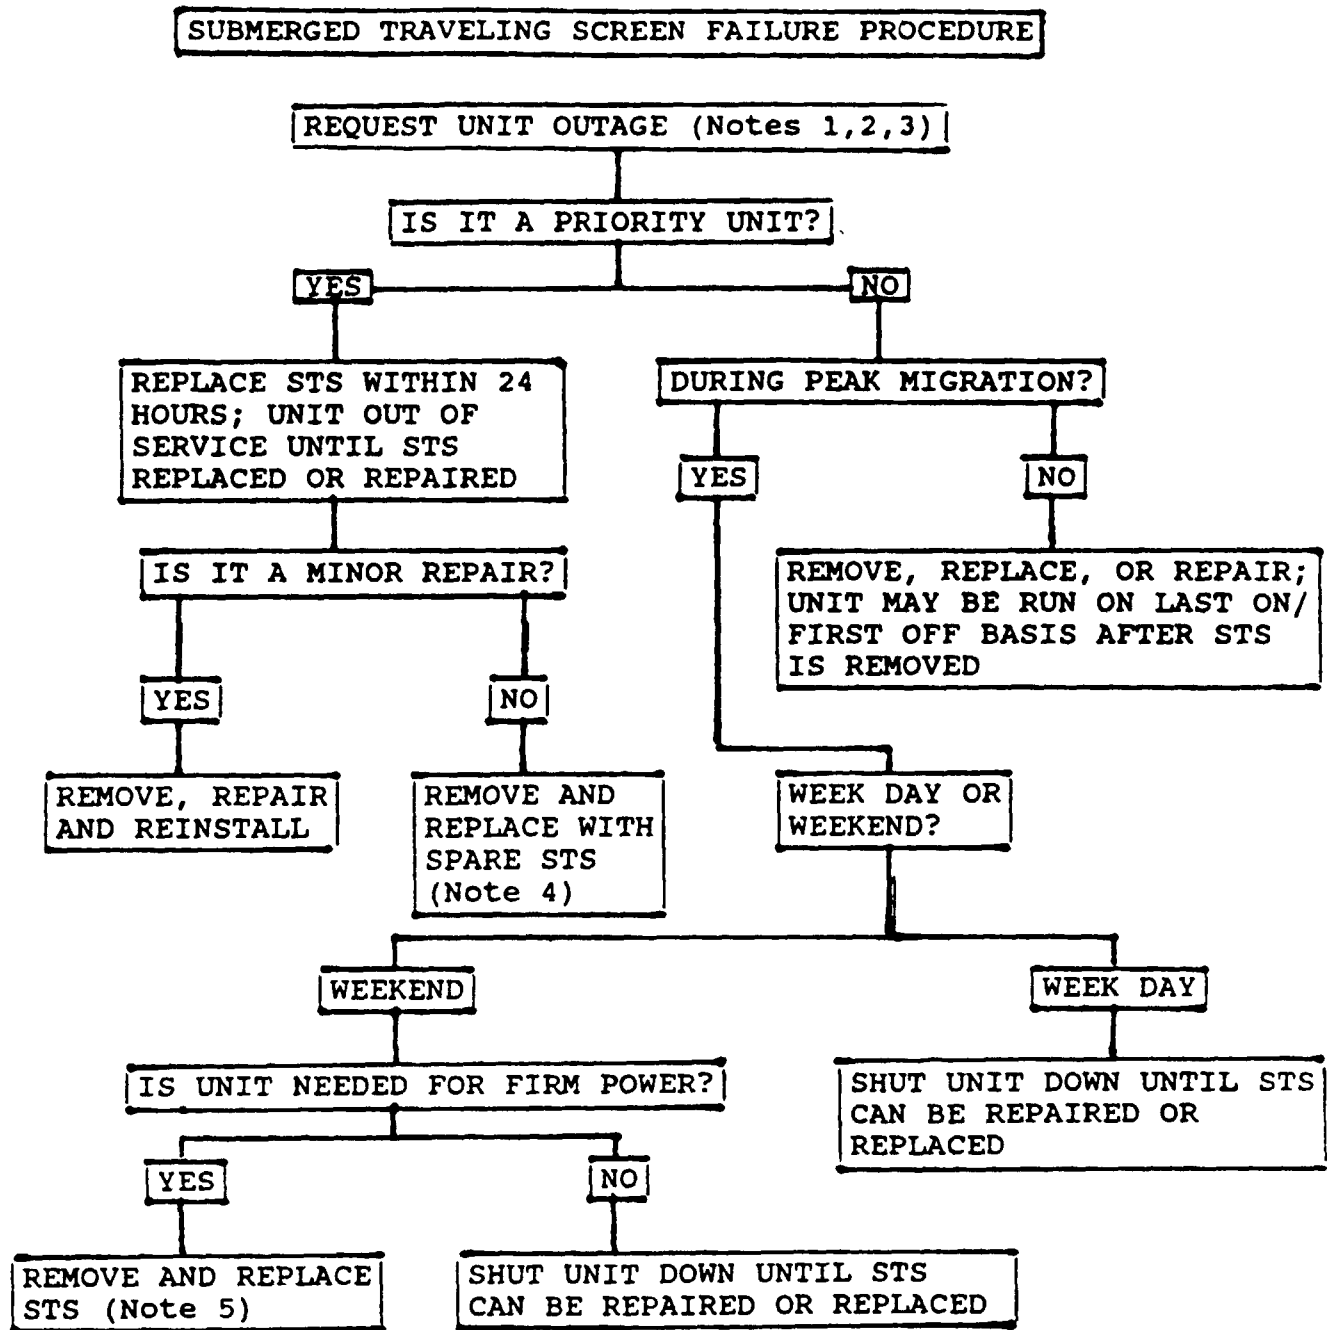 SUBMERGED TRAVELING SCREEN FAILURE PROCEDURE
REQUEST UNIT OUTAGE (Notes 1,2,3)
IS IT A PRIORITY UNIT?
YES
NO
REPLACE STS WITHIN 24
HOURS; UNIT OUT OF
SERVICE UNTIL STS
REPLACED OR REPAIRED
DURING PEAK MIGRATION?
YES
NO
IS IT A MINOR REPAIR?
REMOVE, REPLACE, OR REPAIR;
UNIT MAY BE RUN ON LAST ON/
FIRST OFF BASIS AFTER STS
IS REMOVED
YES
NO
REMOVE, REPAIR
AND REINSTALL
REMOVE AND
REPLACE WITH
SPARE STS
(Note 4)
WEEK DAY OR
WEEKEND?
WEEKEND
WEEK DAY
IS UNIT NEEDED FOR FIRM POWER?
SHUT UNIT DOWN UNTIL STS
CAN BE REPAIRED OR
REPLACED
YES
NO
REMOVE AND REPLACE
STS (Note 5)
SHUT UNIT DOWN UNTIL STS
CAN BE REPAIRED OR REPLACED